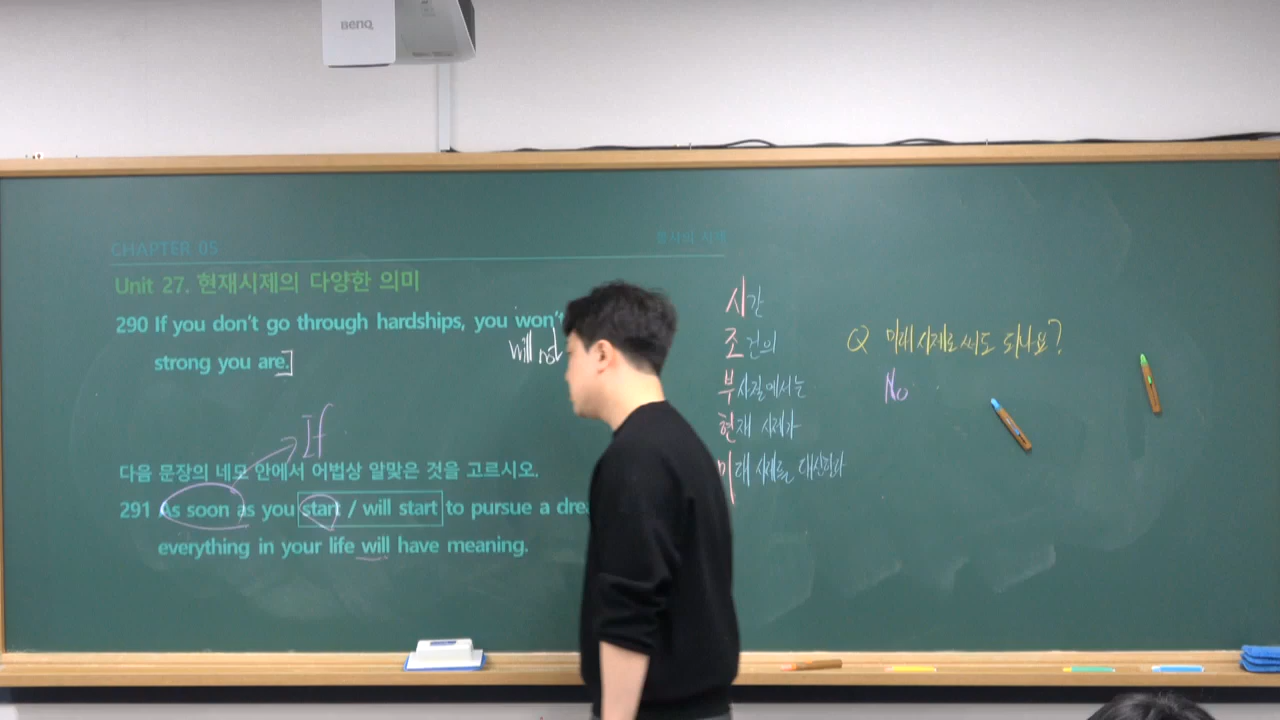 BenQ
CHAPTER 05
동사의 시제
Unit 27. 현재시제의 다양한 의미
290 If you don't go through hardships, you won't
will not
strong you are.]
If
다음 문장의 네모 안에서 어법상 알맞은 것을 고르시오.
291 As soon as you start / will start to pursue a dre
everything in your life will have meaning.
시간
조건의
부사절에서는
현재 시제가
미래 시제를 대신한다
Q 미래시제로 써도 되나요?
No